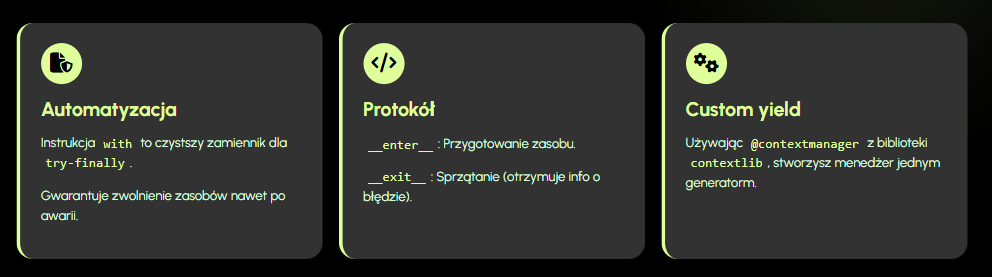 Automatyzacja
Instrukcja with to czystszy zamiennik dla
try-finally .
Gwarantuje zwolnienie zasobów nawet po
awarii.
Protokół
__enter__ : Przygotowanie zasobu.
__exit__ : Sprzątanie (otrzymuje info o
błędzie).
Custom yield
Używając @contextmanager z biblioteki
contextlib , stworzysz menedżer jednym
generatorm.